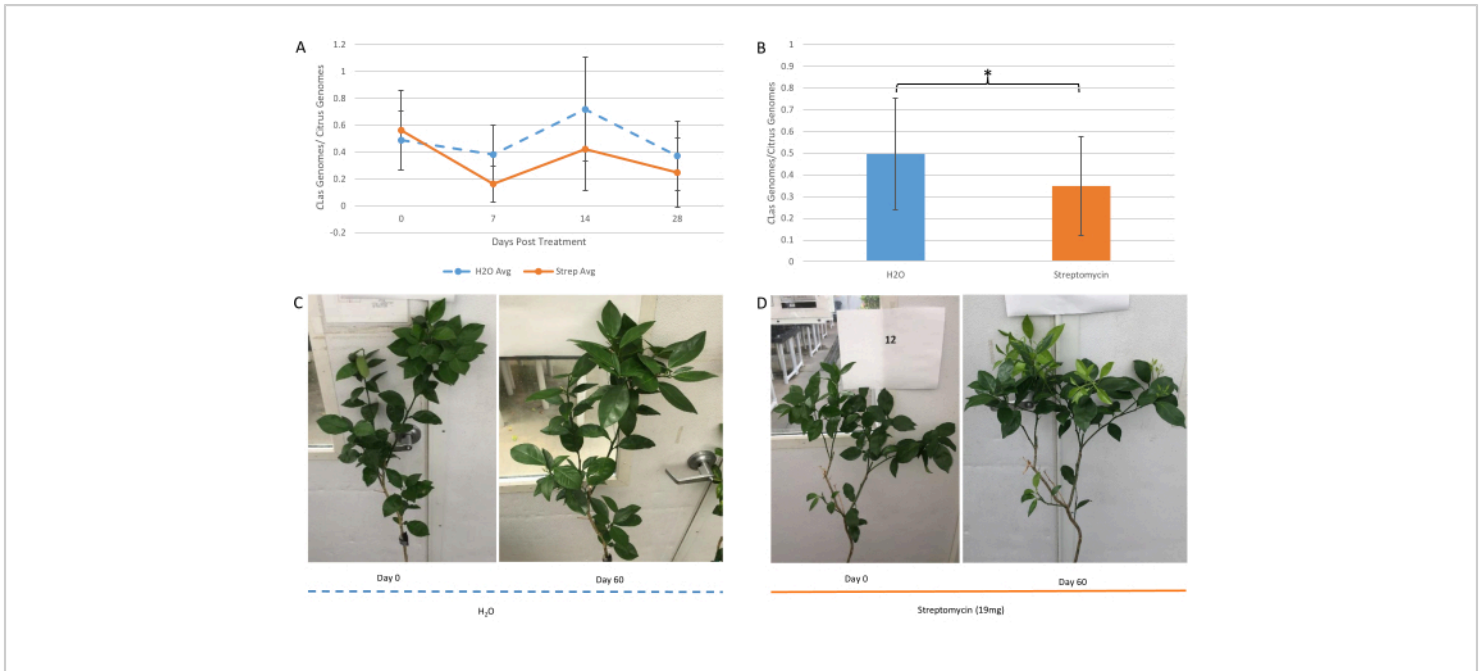 A
CLas Genomes/ Citrus Genomes
1.2
1
0.8
0.6
0.4
0.2
0
-0.2
0
7
14
28
Days Post Treatment
H2O Avg
Strep Avg
B
CLas Genomes/Citrus Genomes
1
0.9
0.8
0.7
0.6
0.5
0.4
0.3
0.2
0.1
0
*
H2O
Streptomycin
C
Day 0
Day 60
H₂O
D
12
Day 0
Day 60
Streptomycin (19mg)